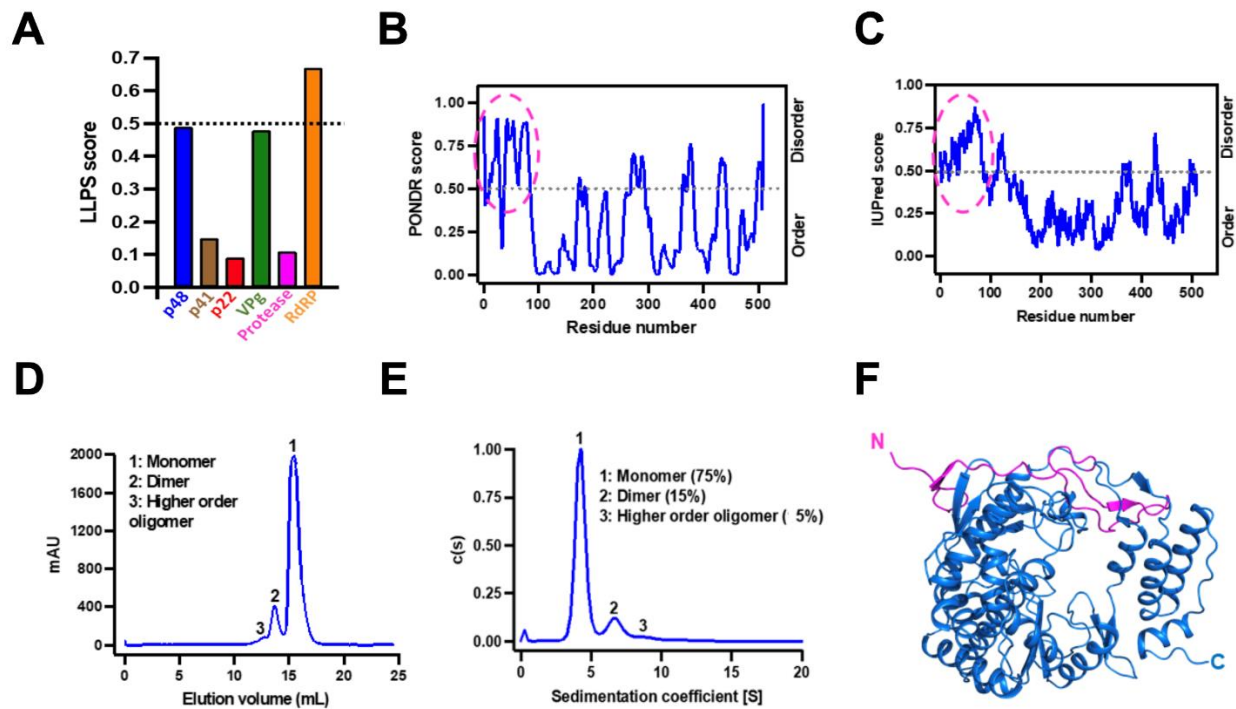 A
0.7
0.6
0.5
0.4
0.3
0.2
0.1
0.0
LLPS score
p48
p41
p22
VPg
Protease
RdRP
B
1.00
0.75
0.50
0.25
0.00
PONDR score
Disorder
Order
0 100 200 300 400 500
Residue number
C
1.00
0.75
0.50
0.25
0.00
IUPred score
Disorder
Order
0 100 200 300 400 500
Residue number
D
2000
1600
1200
800
400
0
mAU
1: Monomer
2: Dimer
3: Higher order
oligomer
1
2
3
0 5 10 15 20 25
Elution volume (mL)
E
1.00
0.75
0.50
0.25
0.00
c(s)
1
1: Monomer (75%)
2: Dimer (15%)
3: Higher order oligomer ( 5%)
2
3
0 5 10 15 20
Sedimentation coefficient [S]
F
N
C